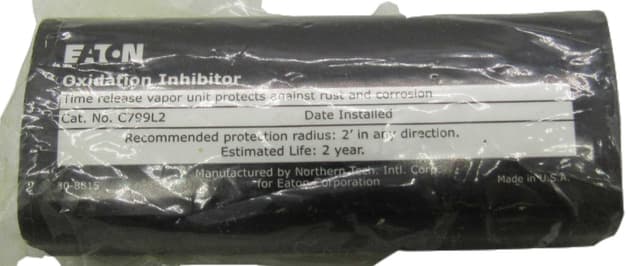 EATON
Oxidation Inhibitor
Time release vapor unit protects against rust and corrosion
Cat. No. C799L2 Date Installed
Recommended protection radius: 2' in any direction.
Estimated Life: 2 year.
Manufactured by Northern Tech. Intl. Corp.
for Eaton Corporation
Made in U.S.A.